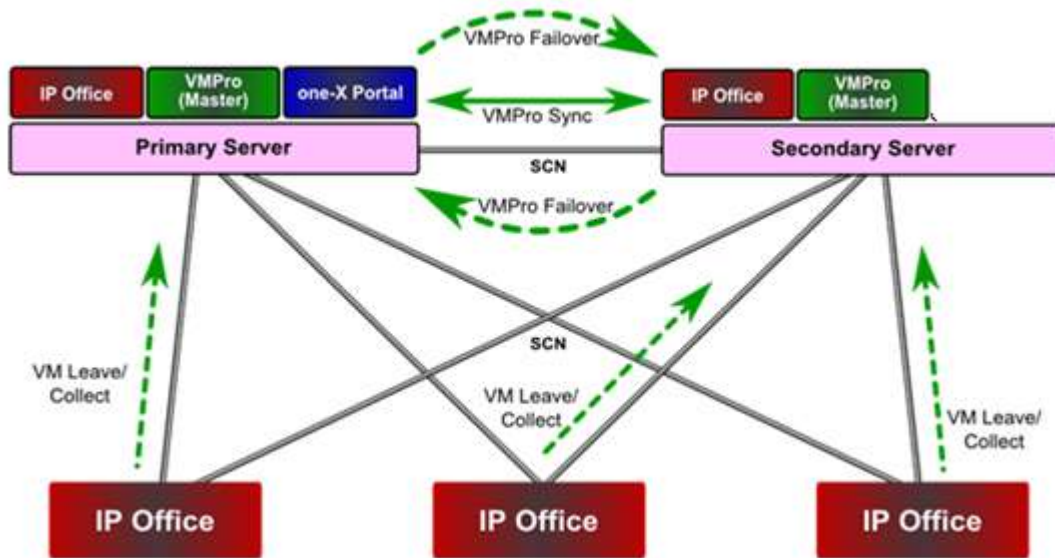 VMPro Failover
IP Office
VMPro
(Master)
one-X Portal
IP Office
VMPro
(Master)
VMPro Sync
Primary Server
Secondary Server
SCN
VMPro Failover
SCN
VM Leave/
Collect
VM Leave/
Collect
VM Leave/
Collect
IP Office
IP Office
IP Office